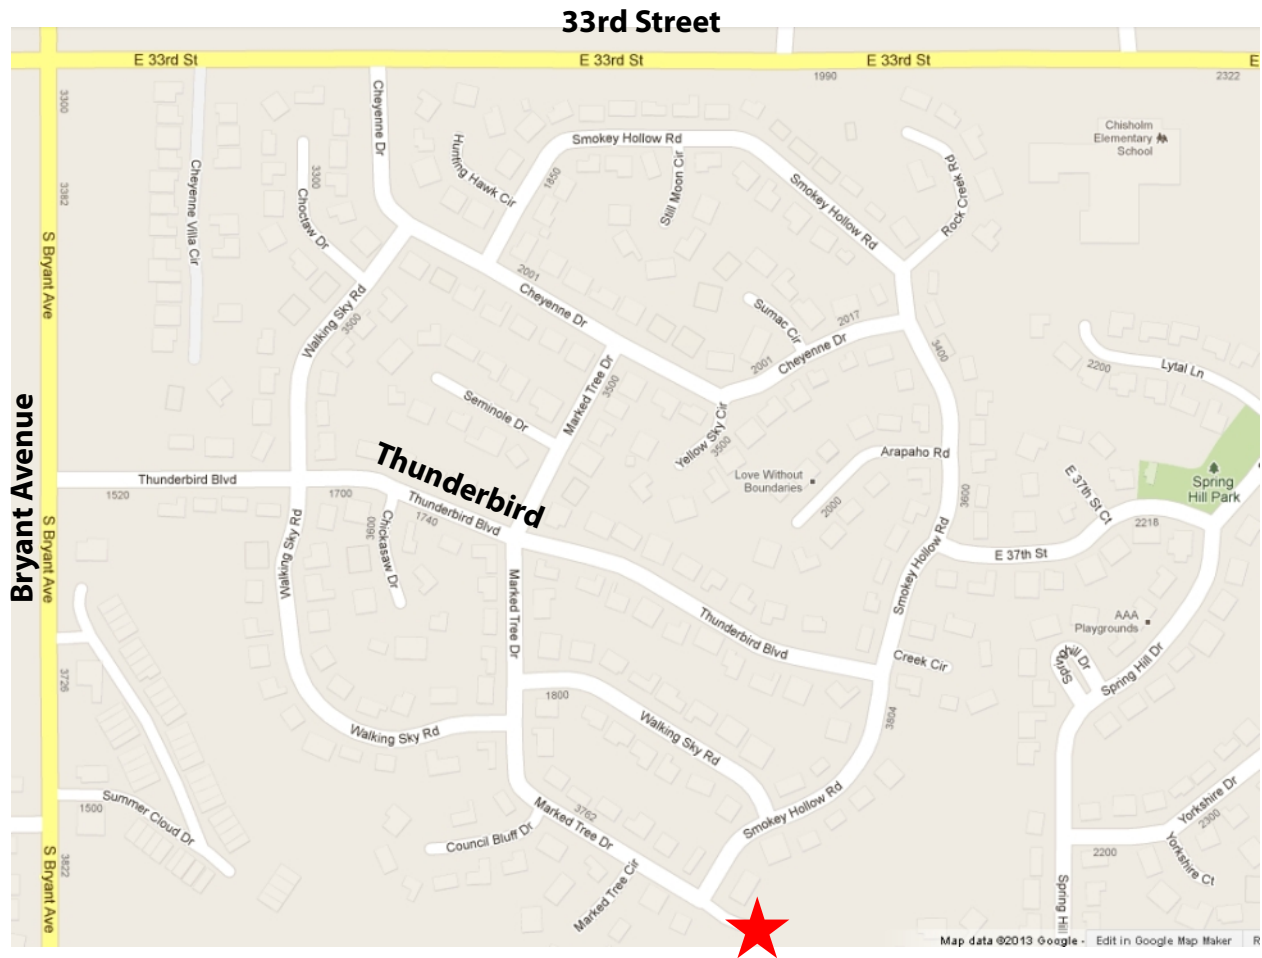 33rd Street
E 33rd St
E 33rd St
E 33rd St
E
1990
2322
3300
Cheyenne Dr
Chisholm
Elementary
School
Smokey Hollow Rd
Hunting Hawk Cir
Still Moon Cir
1850
Rock Creek Rd
3300
Cheyenne Villa Cir
3382
Choctaw Dr
Smokey Hollow Rd
S Bryant Ave
2001
Cheyenne Dr
Walking Sky Rd
3500
Sumac Cir
2017
Cheyenne Dr
2001
3400
2200
Lytal Ln
Marked Tree Dr
3500
Seminole Dr
Yellow Sky Cir
3500
Bryant Avenue
Thunderbird
Thunderbird Blvd
1520
1700
Thunderbird Blvd
1740
Arapaho Rd
Love Without
Boundaries
2000
3600
E 37th St Ct
Spring
Hill Park
2218
E 37th St
S Bryant Ave
Walking Sky Rd
3600
Chickasaw Dr
Marked Tree Dr
Smokey Hollow Rd
Thunderbird Blvd
AAA
Playgrounds
Creek Cir
Spring
hill Dr
Spring Hill Dr
3726
1800
Walking Sky Rd
Walking Sky Rd
3804
1500
Summer Cloud Dr
3762
Marked Tree Dr
Smokey Hollow Rd
Council Bluff Dr
Marked Tree Cir
Yorkshire Dr
2300
2200
Yorkshire Ct
3822
S Bryant Ave
Spring Hill
Map data ©2013 Google -
Edit in Google Map Maker
R